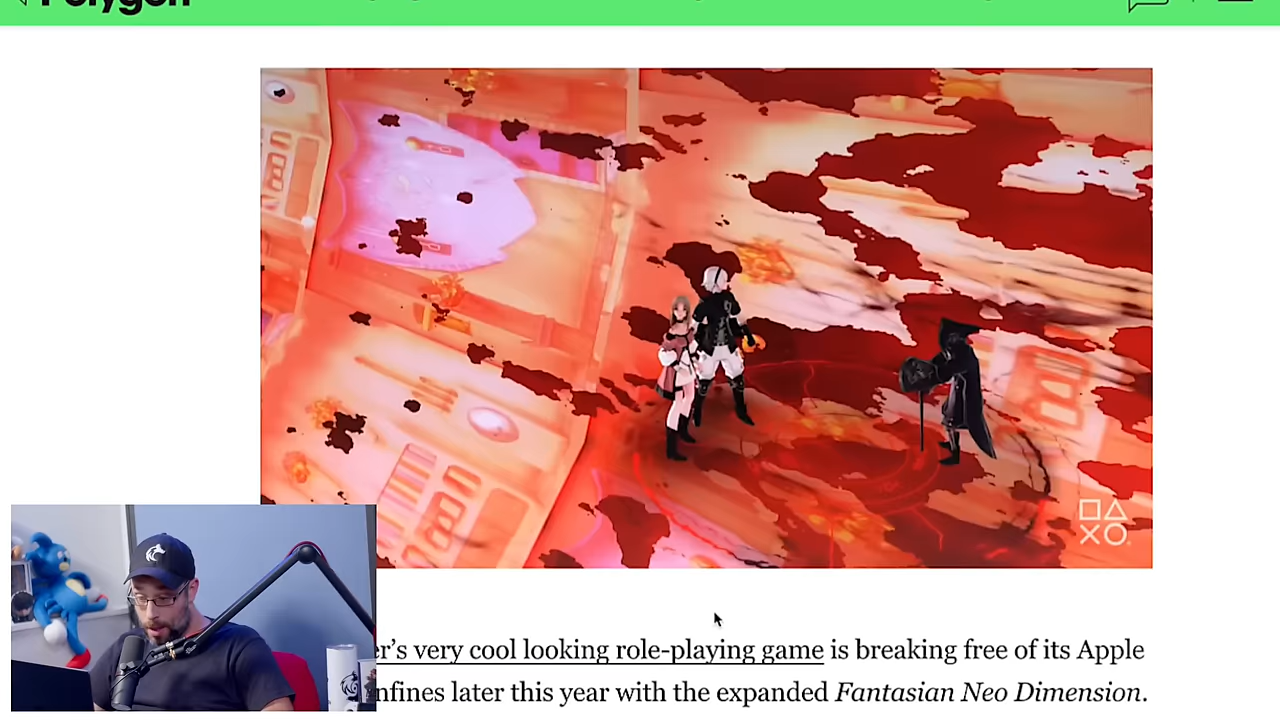 Polygon
er's very cool looking role-playing game is breaking free of its Apple
nfines later this year with the expanded Fantasian Neo Dimension.